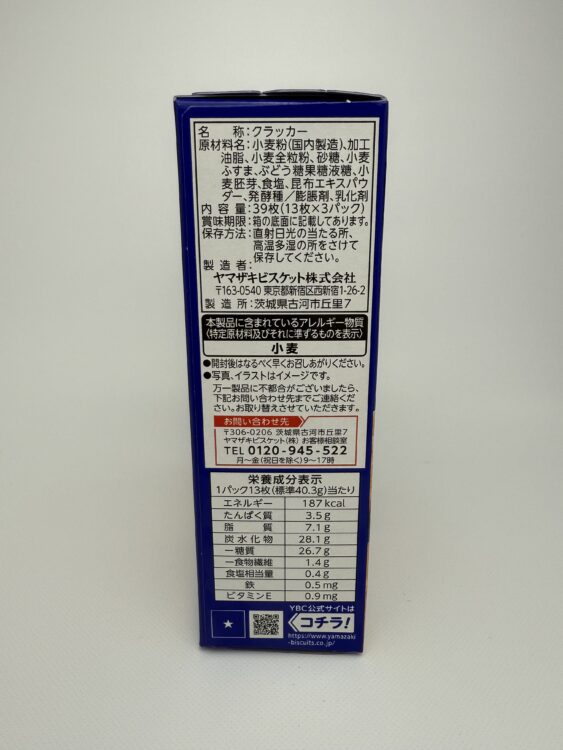 名　　称:クラッカー
原材料名:小麦粉(国内製造)、加工
油脂、小麦全粒粉、砂糖、小麦
ふすま、ぶどう糖果糖液糖、小
麦胚芽、食塩、昆布エキスパウ
ダー、発酵種／膨脹剤、乳化剤
内 容 量:39枚(13枚×3パック)
賞味期限:箱の底面に記載してあります。
保存方法:直射日光の当たる所、
高温多湿の所をさけて
保存してください。
製 造 者:
ヤマザキビスケット株式会社
〒163-0540 東京都新宿区西新宿1-26-2
製 造 所:茨城県古河市丘里7
本製品に含まれているアレルギー物質
(特定原材料及びそれに準ずるものを表示)
小麦
●開封後はなるべく早くお召しあがりください。
●写真、イラストはイメージです。
万一製品に不都合がございましたら、
下記お問い合わせ先までご連絡くだ
さい。お取り替えさせていただきます。
お問い合わせ先
〒306-0206 茨城県古河市丘里7
ヤマザキビスケット(株) お客様相談室
TEL 0120-945-522
月～金(祝日を除く)9～17時
栄養成分表示
1パック13枚(標準40.3g)当たり
エネルギー 187kcal
たんぱく質 3.5g
脂　　質 7.1g
炭水化物 28.1g
－糖質 26.7g
－食物繊維 1.4g
食塩相当量 0.4g
鉄 0.5mg
ビタミンE 0.9mg
YBC公式サイトは
コチラ!
https://www.yamazaki
-biscuits.co.jp/